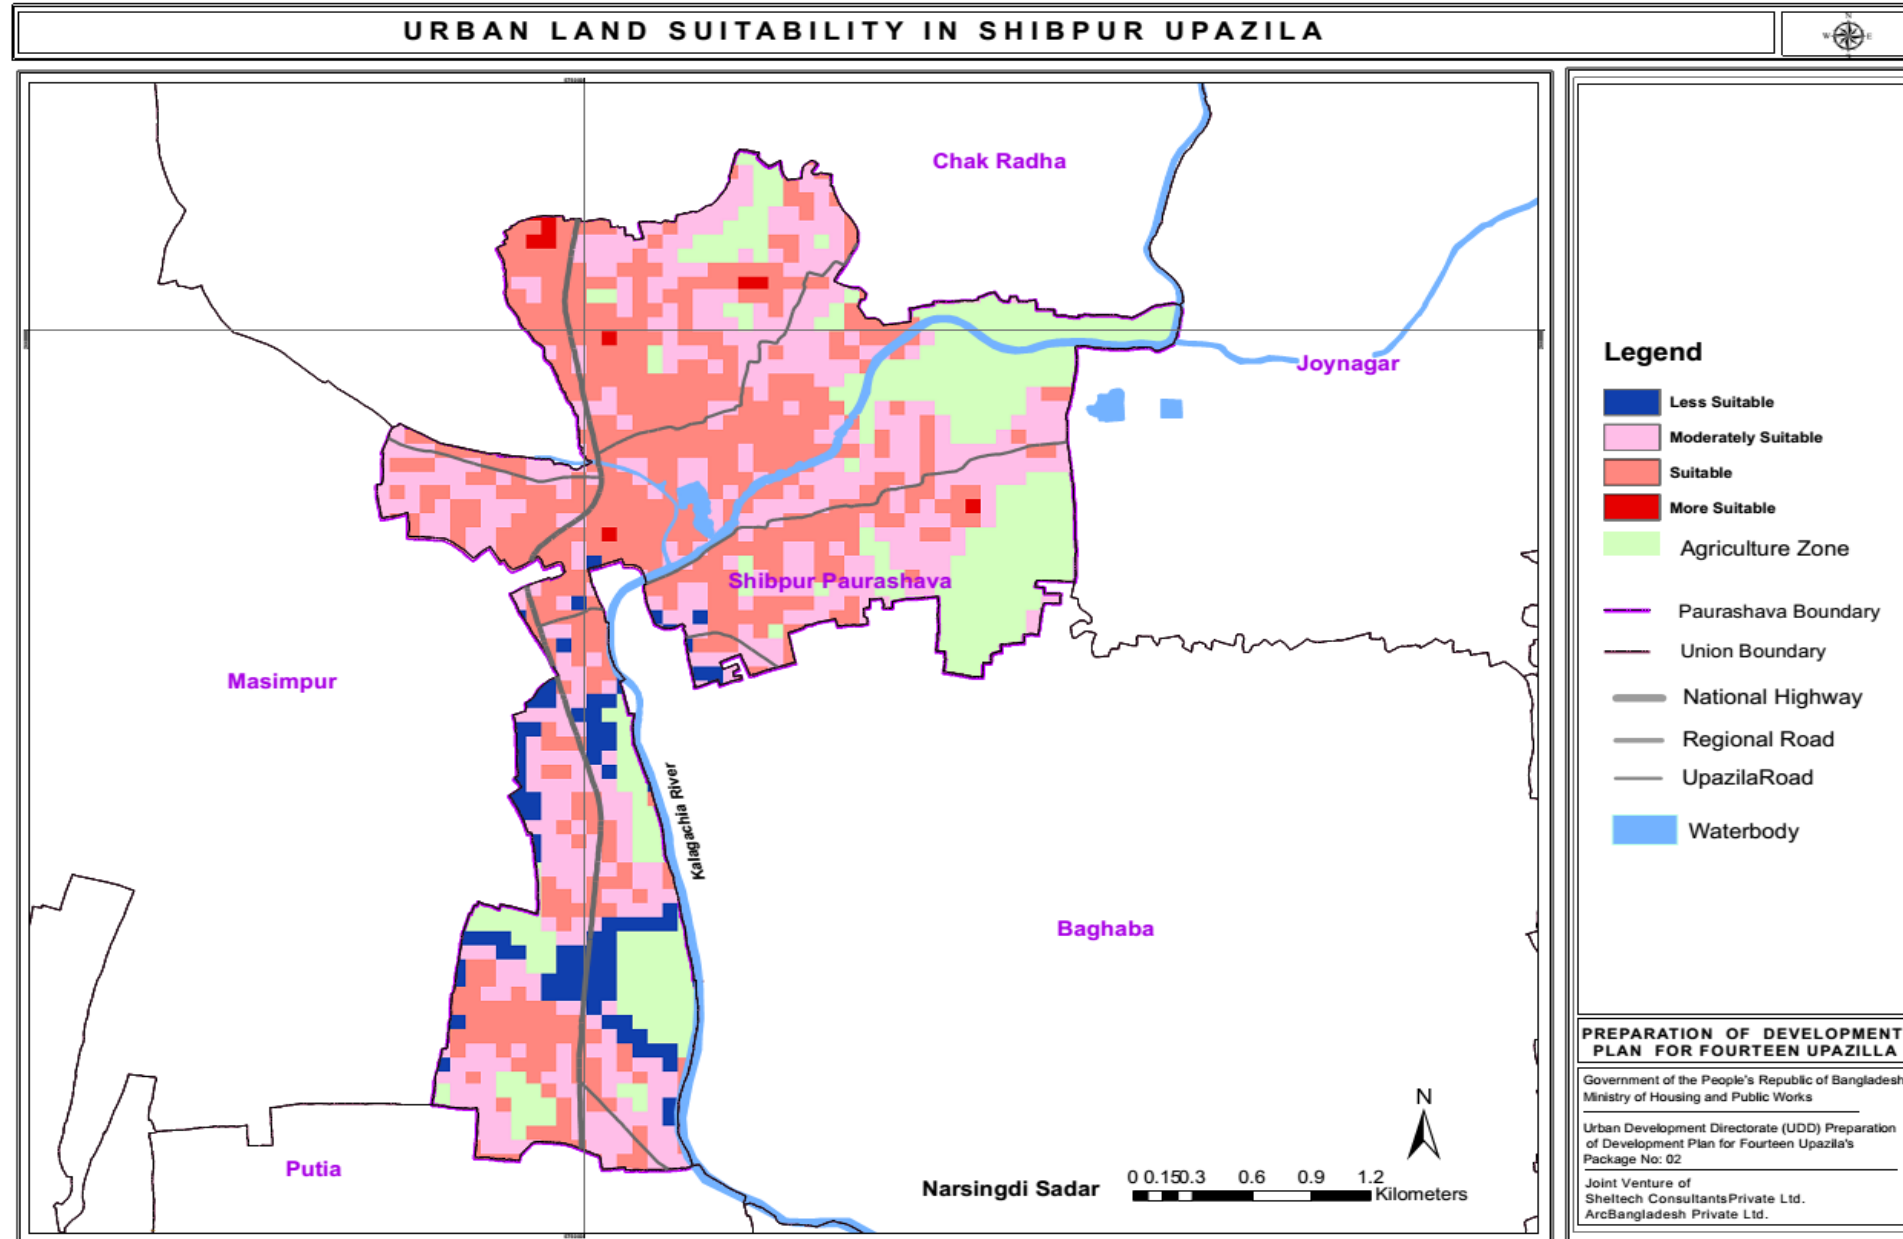 URBAN LAND SUITABILITY IN SHIBPUR UPAZILA
N
W
E
Chak Radha
Joynagar
Shibpur Paurashava
Masimpur
Kalagachia River
Baghaba
Putia
Narsingdi Sadar
N
0 0.150.3 0.6 0.9 1.2
Kilometers
Legend
Less Suitable
Moderately Suitable
Suitable
More Suitable
Agriculture Zone
Paurashava Boundary
Union Boundary
National Highway
Regional Road
UpazilaRoad
Waterbody
PREPARATION OF DEVELOPMENT
PLAN FOR FOURTEEN UPAZILLA
Government of the People's Republic of Bangladesh
Ministry of Housing and Public Works
Urban Development Directorate (UDD) Preparation
of Development Plan for Fourteen Upazila's
Package No: 02
Joint Venture of
Sheltech ConsultantsPrivate Ltd.
ArcBangladesh Private Ltd.